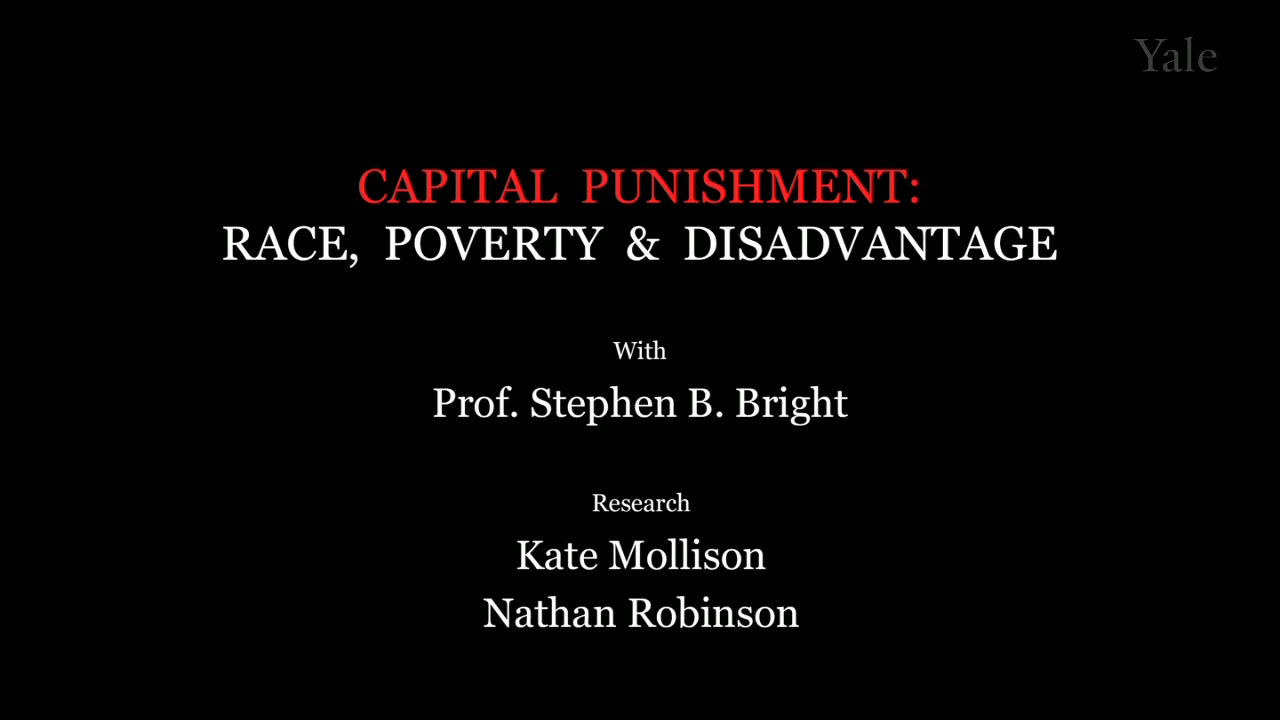 Yale
CAPITAL PUNISHMENT:
RACE, POVERTY & DISADVANTAGE
With
Prof. Stephen B. Bright
Research
Kate Mollison
Nathan Robinson